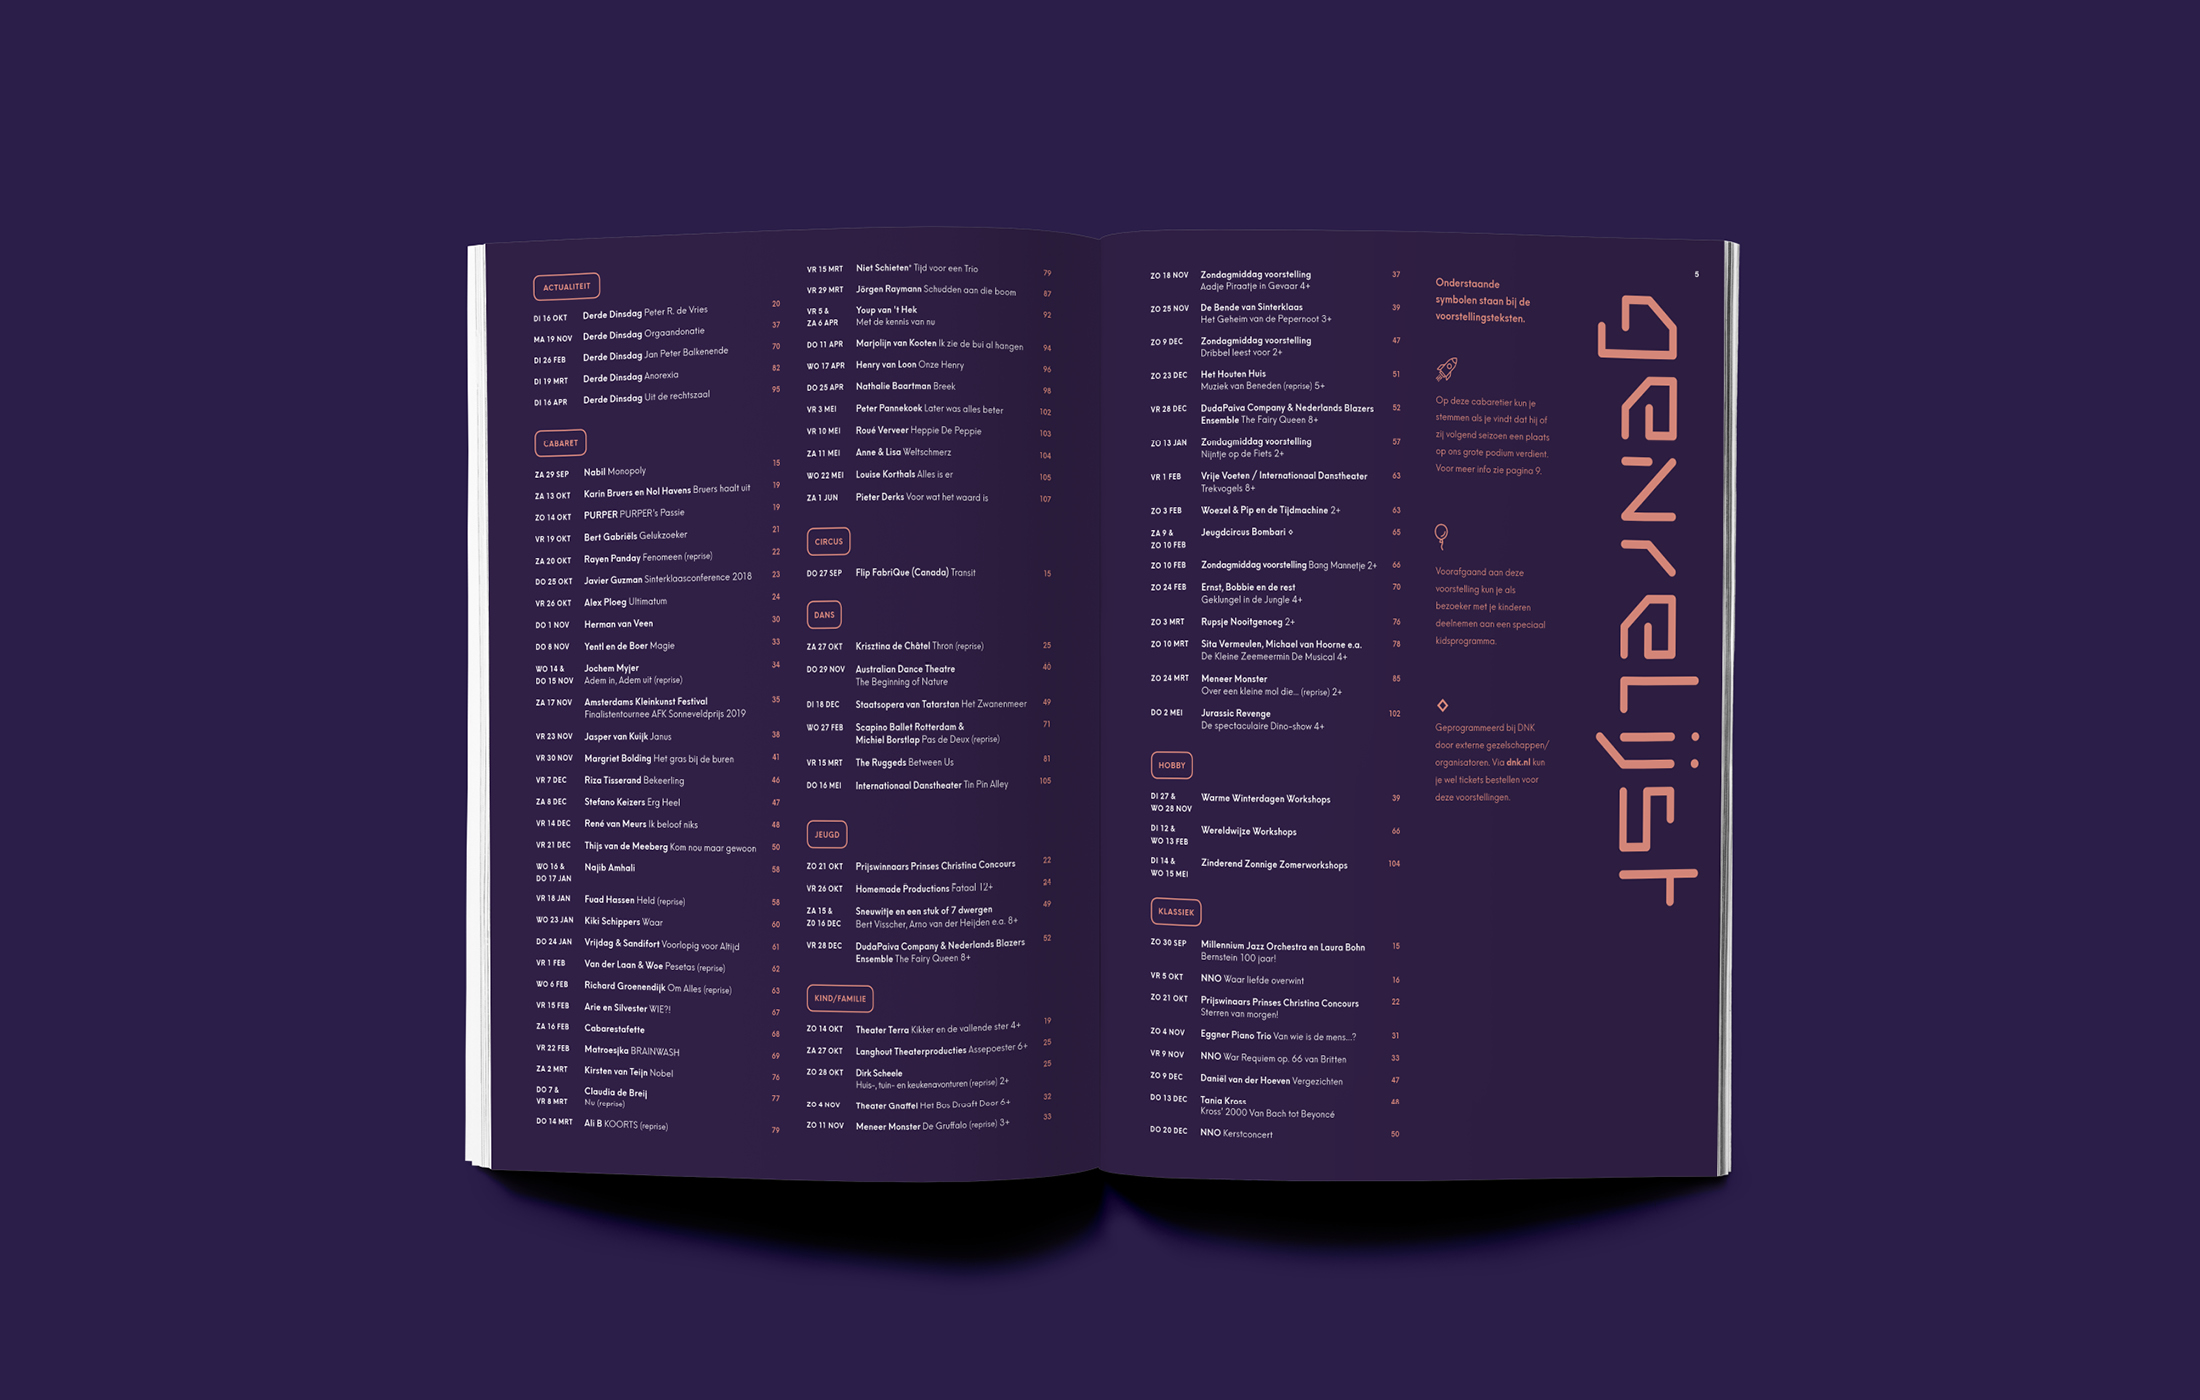 ACTUALITEIT
DI 16 OKT Derde Dinsdag Peter R. de Vries 20
MA 19 NOV Derde Dinsdag Orgaandonatie 37
DI 26 FEB Derde Dinsdag Jan Peter Balkenende 70
DI 19 MRT Derde Dinsdag Anorexia 82
DI 16 APR Derde Dinsdag Uit de rechtszaal 95
CABARET
ZA 29 SEP Nabil Monopoly 15
ZA 13 OKT Karin Bruers en Nol Havens Bruers haalt uit 19
ZO 14 OKT PURPER PURPER's Passie 19
VR 19 OKT Bert Gabriëls Gelukzoeker 21
ZA 20 OKT Rayen Panday Fenomeen (reprise) 22
DO 25 OKT Javier Guzman Sinterklaasconference 2018 23
VR 26 OKT Alex Ploeg Ultimatum 24
DO 1 NOV Herman van Veen 30
DO 8 NOV Yentl en de Boer Magie 33
WO 14 & Jochem Myjer 34
DO 15 NOV Adem in, Adem uit (reprise)
ZA 17 NOV Amsterdams Kleinkunst Festival 35
Finalistentournee AFK Sonneveldprijs 2019
VR 23 NOV Jasper van Kuijk Janus 38
VR 30 NOV Margriet Bolding Het gras bij de buren 41
VR 7 DEC Riza Tisserand Bekeerling 46
ZA 8 DEC Stefano Keizers Erg Heel 47
VR 14 DEC René van Meurs Ik beloof niks 48
VR 21 DEC Thijs van de Meeberg Kom nou maar gewoon 50
WO 16 & Najib Amhali 58
DO 17 JAN
VR 18 JAN Fuad Hassen Held (reprise) 58
WO 23 JAN Kiki Schippers Waar 60
DO 24 JAN Vrijdag & Sandifort Voorlopig voor Altijd 61
VR 1 FEB Van der Laan & Woe Pesetas (reprise) 62
WO 6 FEB Richard Groenendijk Om Alles (reprise) 63
VR 15 FEB Arie en Silvester WIE?! 67
ZA 16 FEB Cabarestafette 68
VR 22 FEB Matroesjka BRAINWASH 69
ZA 2 MRT Kirsten van Teijn Nobel 76
DO 7 & Claudia de Breij 77
VR 8 MRT Nu (reprise)
DO 14 MRT Ali B KOORTS (reprise) 79
VR 15 MRT Niet Schieten' Tijd voor een Trio 79
VR 29 MRT Jörgen Raymann Schudden aan die boom 87
VR 5 & Youp van 't Hek 92
ZA 6 APR Met de kennis van nu
DO 11 APR Marjolijn van Kooten Ik zie de bui al hangen 94
WO 17 APR Henry van Loon Onze Henry 96
DO 25 APR Nathalie Baartman Breek 98
VR 3 MEI Peter Pannekoek Later was alles beter 102
VR 10 MEI Roué Verveer Heppie De Peppie 103
ZA 11 MEI Anne & Lisa Weltschmerz 104
WO 22 MEI Louise Korthals Alles is er 105
ZA 1 JUN Pieter Derks Voor wat het waard is 107
CIRCUS
DO 27 SEP Flip FabriQue (Canada) Transit 15
DANS
ZA 27 OKT Krisztina de Châtel Thron (reprise) 25
DO 29 NOV Australian Dance Theatre 40
The Beginning of Nature
DI 18 DEC Staatsopera van Tatarstan Het Zwanenmeer 49
WO 27 FEB Scapino Ballet Rotterdam & 71
Michiel Borstlap Pas de Deux (reprise)
VR 15 MRT The Ruggeds Between Us 81
DO 16 MEI Internationaal Danstheater Tin Pin Alley 105
JEUGD
ZO 21 OKT Prijswinnaars Prinses Christina Concours 22
VR 26 OKT Homemade Productions Fataal 12+ 24
ZA 15 & Sneuwitje en een stuk of 7 dwergen 49
ZO 16 DEC Bert Visscher, Arno van der Heijden e.a. 8+
VR 28 DEC DudaPaiva Company & Nederlands Blazers 52
Ensemble The Fairy Queen 8+
KIND/FAMILIE
ZO 14 OKT Theater Terra Kikker en de vallende ster 4+ 19
ZA 27 OKT Langhout Theaterproducties Assepoester 6+ 25
ZO 28 OKT Dirk Scheele 25
Huis-, tuin- en keukenavonturen (reprise) 2+
ZO 4 NOV Theater Gnaffel Het Bos Draaft Door 6+ 32
ZO 11 NOV Meneer Monster De Gruffalo (reprise) 3+ 33
ZO 18 NOV Zondagmiddag voorstelling 37
Aadje Piraatje in Gevaar 4+
ZO 25 NOV De Bende van Sinterklaas 39
Het Geheim van de Pepernoot 3+
ZO 9 DEC Zondagmiddag voorstelling 47
Dribbel leest voor 2+
ZO 23 DEC Het Houten Huis 51
Muziek van Beneden (reprise) 5+
VR 28 DEC DudaPaiva Company & Nederlands Blazers 52
Ensemble The Fairy Queen 8+
ZO 13 JAN Zondagmiddag voorstelling 57
Nijntje op de Fiets 2+
VR 1 FEB Vrije Voeten / Internationaal Danstheater 63
Trekvogels 8+
ZO 3 FEB Woezel & Pip en de Tijdmachine 2+ 63
ZA 9 & Jeugdcircus Bombari ⋄ 65
ZO 10 FEB
ZO 10 FEB Zondagmiddag voorstelling Bang Mannetje 2+ 66
ZO 24 FEB Ernst, Bobbie en de rest 70
Geklungel in de Jungle 4+
ZO 3 MRT Rupsje Nooitgenoeg 2+ 76
ZO 10 MRT Sita Vermeulen, Michael van Hoorne e.a. 78
De Kleine Zeemeermin De Musical 4+
ZO 24 MRT Meneer Monster 85
Over een kleine mol die... (reprise) 2+
DO 2 MEI Jurassic Revenge 102
De spectaculaire Dino-show 4+
HOBBY
DI 27 & Warme Winterdagen Workshops 39
WO 28 NOV
DI 12 & Wereldwijze Workshops 66
WO 13 FEB
DI 14 & Zinderend Zonnige Zomerworkshops 104
WO 15 MEI
KLASSIEK
ZO 30 SEP Millennium Jazz Orchestra en Laura Bohn 15
Bernstein 100 jaar!
VR 5 OKT NNO Waar liefde overwint 16
ZO 21 OKT Prijswinaars Prinses Christina Concours 22
Sterren van morgen!
ZO 4 NOV Eggner Piano Trio Van wie is de mens...? 31
VR 9 NOV NNO War Requiem op. 66 van Britten 33
ZO 9 DEC Daniël van der Hoeven Vergezichten 47
DO 13 DEC Tania Kross 48
Kross' 2000 Van Bach tot Beyoncé
DO 20 DEC NNO Kerstconcert 50
Onderstaande
symbolen staan bij de
voorstellingsteksten.
Op deze cabaretier kun je
stemmen als je vindt dat hij of
zij volgend seizoen een plaats
op ons grote podium verdient.
Voor meer info zie pagina 9.
Voorafgaand aan deze
voorstelling kun je als
bezoeker met je kinderen
deelnemen aan een speciaal
kidsprogramma.
Geprogrammeerd bij DNK
door externe gezelschappen/
organisatoren. Via dnk.nl kun
je wel tickets bestellen voor
deze voorstellingen.
5
genrelijst